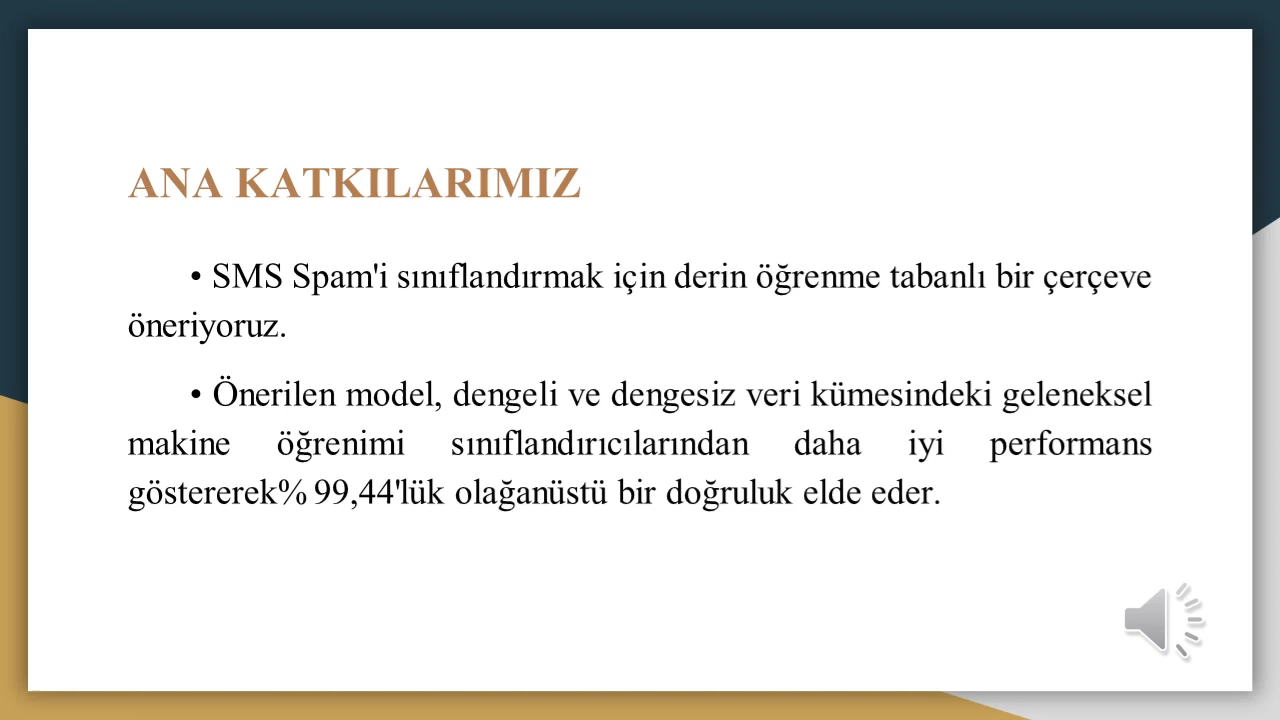 ANA KATKILARIMIZ
• SMS Spam'i sınıflandırmak için derin öğrenme tabanlı bir çerçeve
öneriyoruz.
• Önerilen model, dengeli ve dengesiz veri kümesindeki geleneksel
makine öğrenimi sınıflandırıcılarından daha iyi performans
göstererek% 99,44'lük olağanüstü bir doğruluk elde eder.